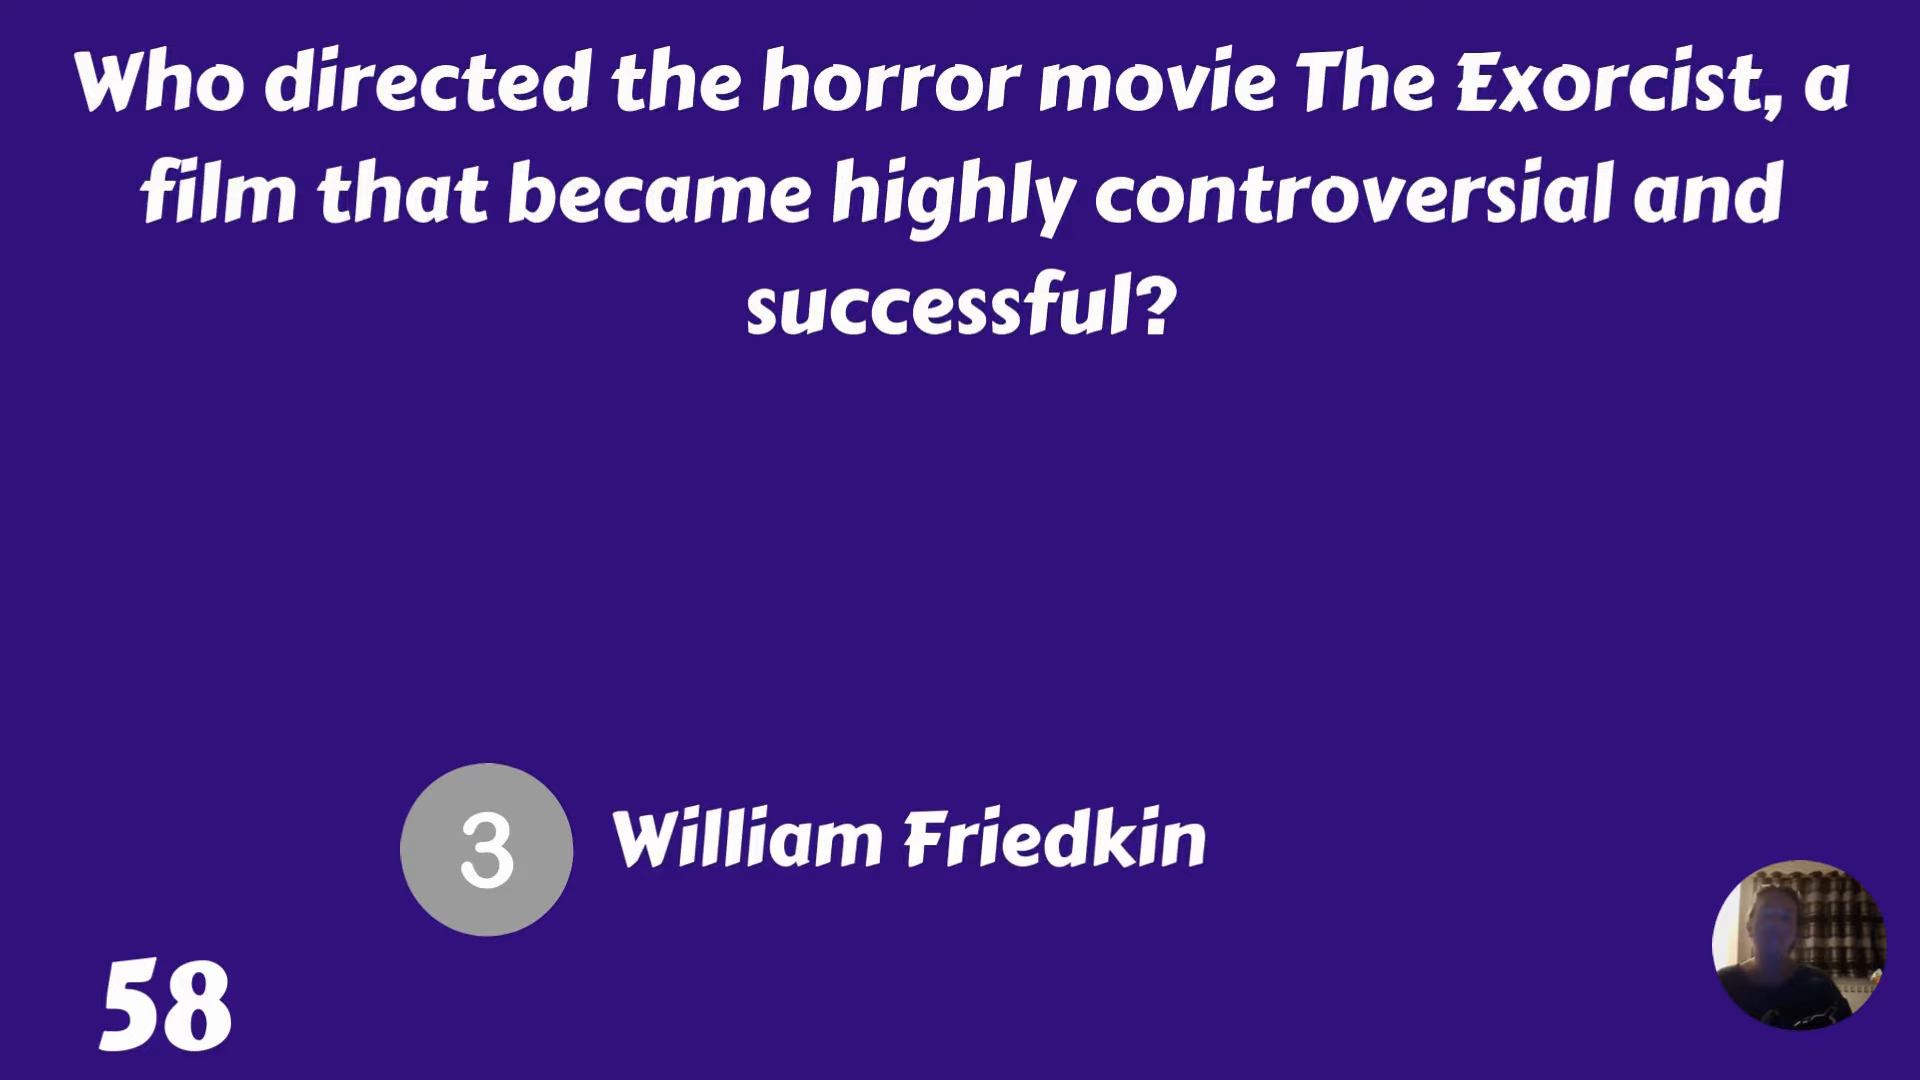 Who directed the horror movie The Exorcist, a
film that became highly controversial and
successful?
3 William Friedkin
58